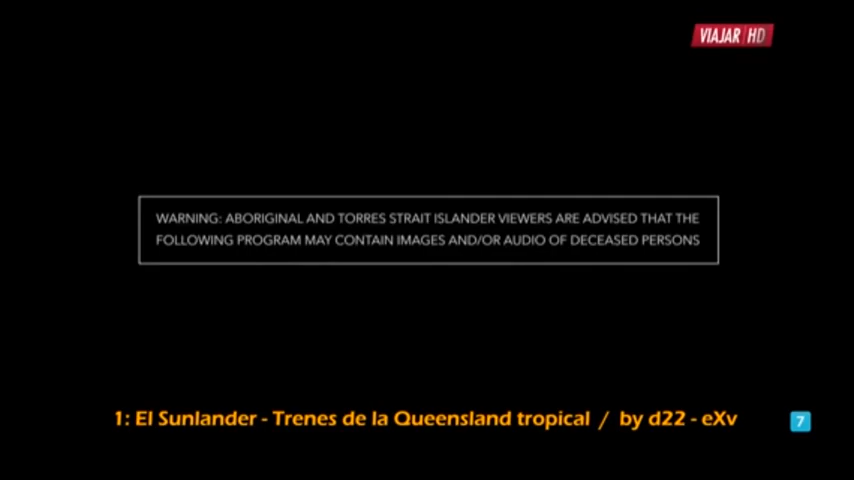 VIAJAR HD
WARNING: ABORIGINAL AND TORRES STRAIT ISLANDER VIEWERS ARE ADVISED THAT THE
FOLLOWING PROGRAM MAY CONTAIN IMAGES AND/OR AUDIO OF DECEASED PERSONS
1: El Sunlander - Trenes de la Queensland tropical / by d22 - eXv
7